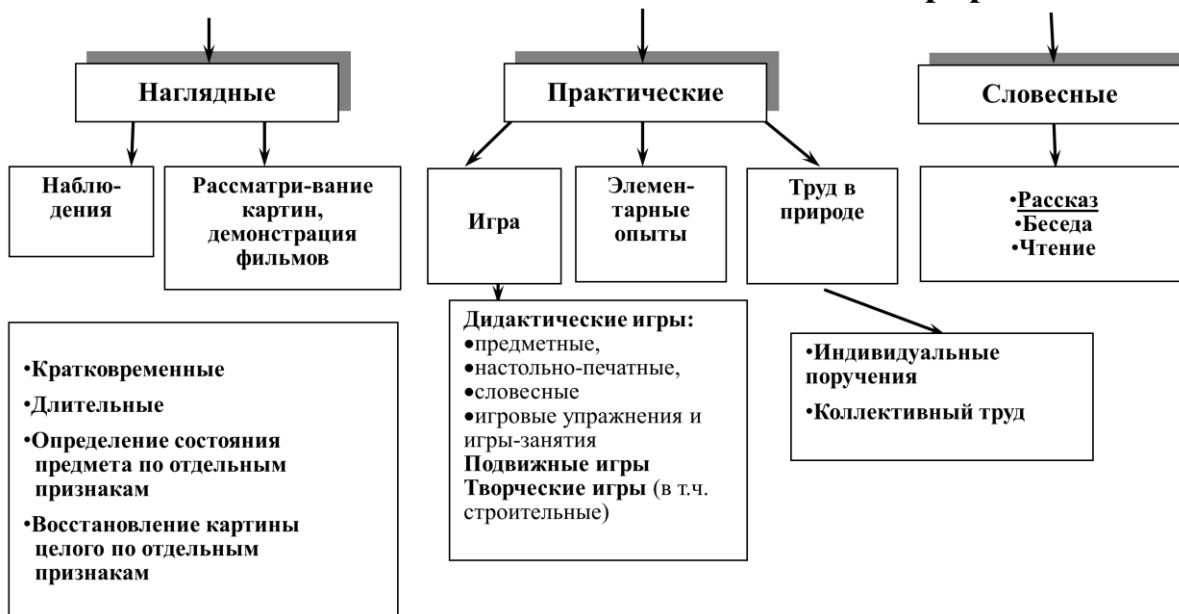 Наглядные
Практические
Словесные
Наблю-
дения
Рассматри-вание
картин,
демонстрация
фильмов
Игра
Элемен-
тарные
опыты
Труд в
природе
•Рассказ
•Беседа
•Чтение
•Кратковременные
•Длительные
•Определение состояния
предмета по отдельным
признакам
•Восстановление картины
целого по отдельным
признакам
Дидактические игры:
•предметные,
•настольно-печатные,
•словесные
•игровые упражнения и
игры-занятия
Подвижные игры
Творческие игры (в т.ч.
строительные)
•Индивидуальные
поручения
•Коллективный труд